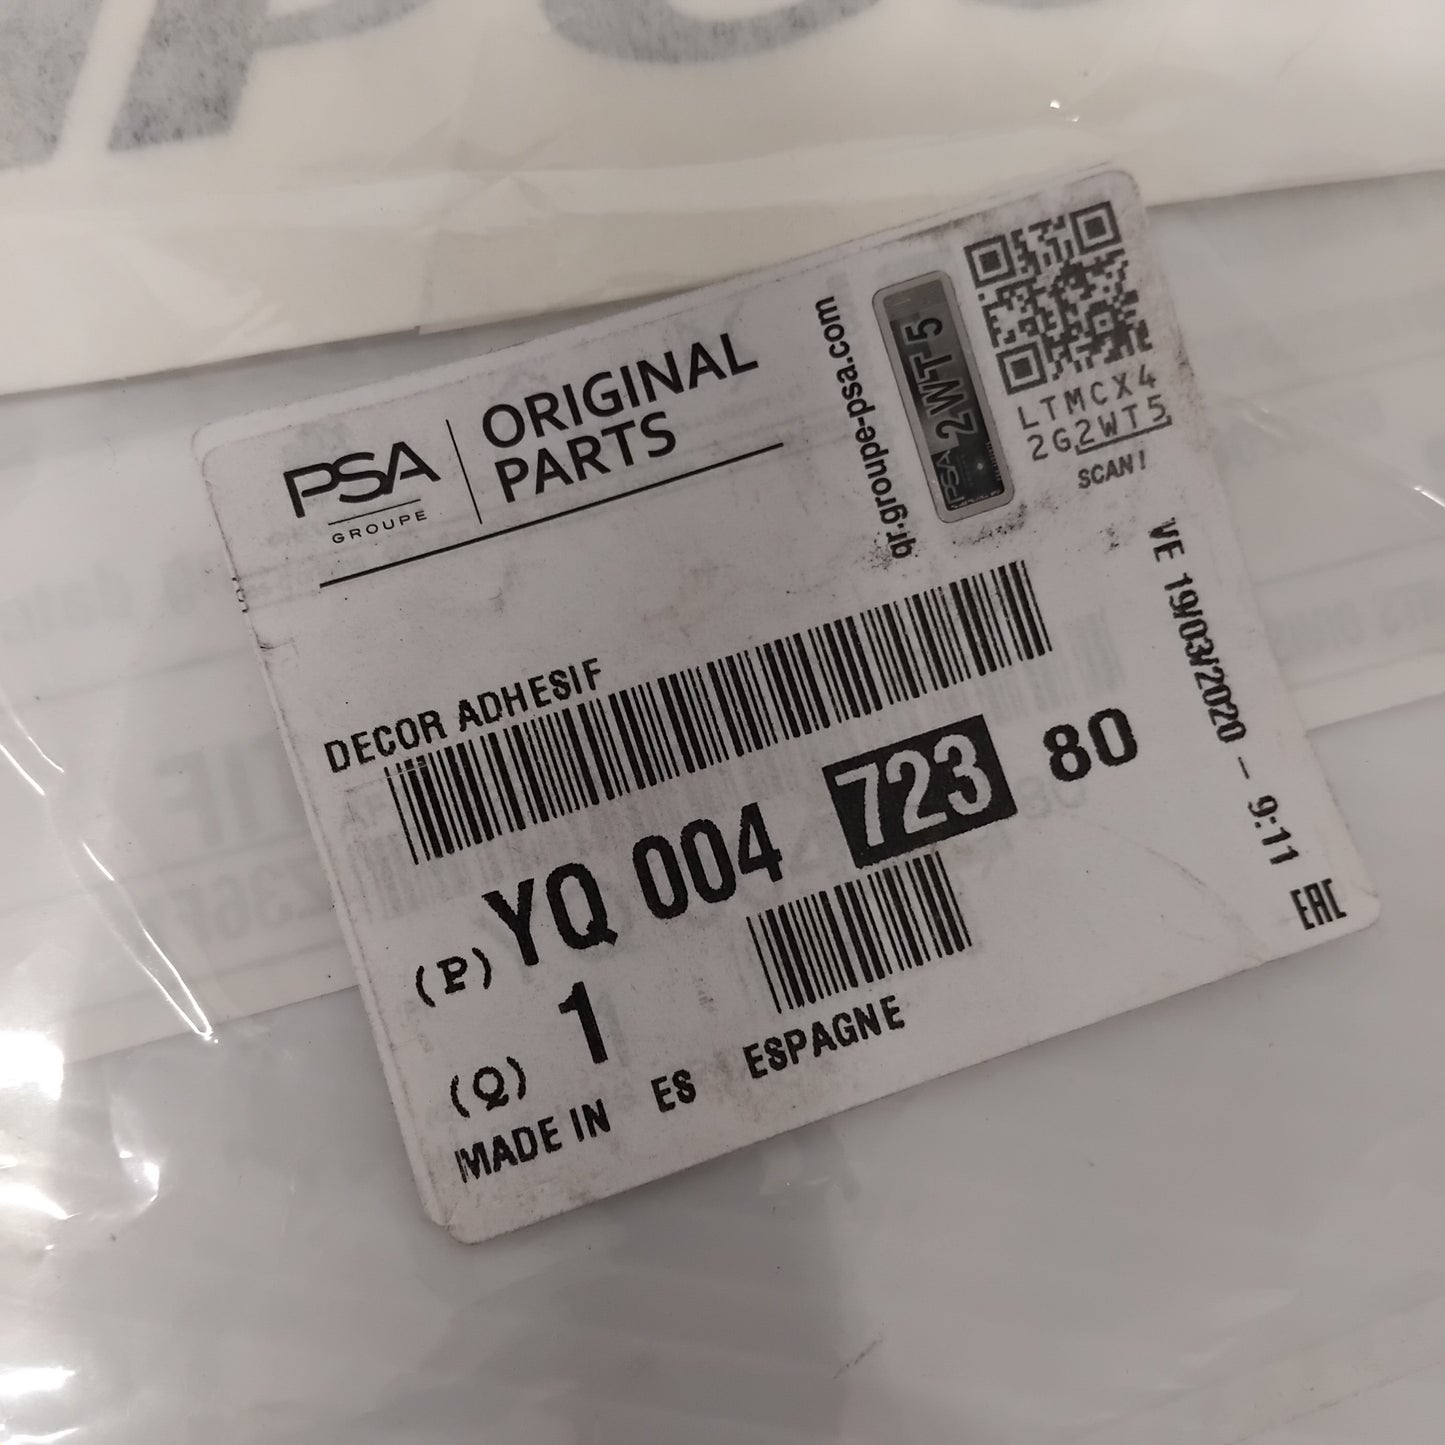 PSA
GROUPE
ORIGINAL
PARTS
qr.groupe-psa.com
PSA 2WT5
LTMCX4
2G2WT5
SCAN!
VE 19/03/2020 - 9:11
EAC
DECOR ADHESIF
(P) YQ 004 723 80
(Q) 1
MADE IN ES ESPAGNE